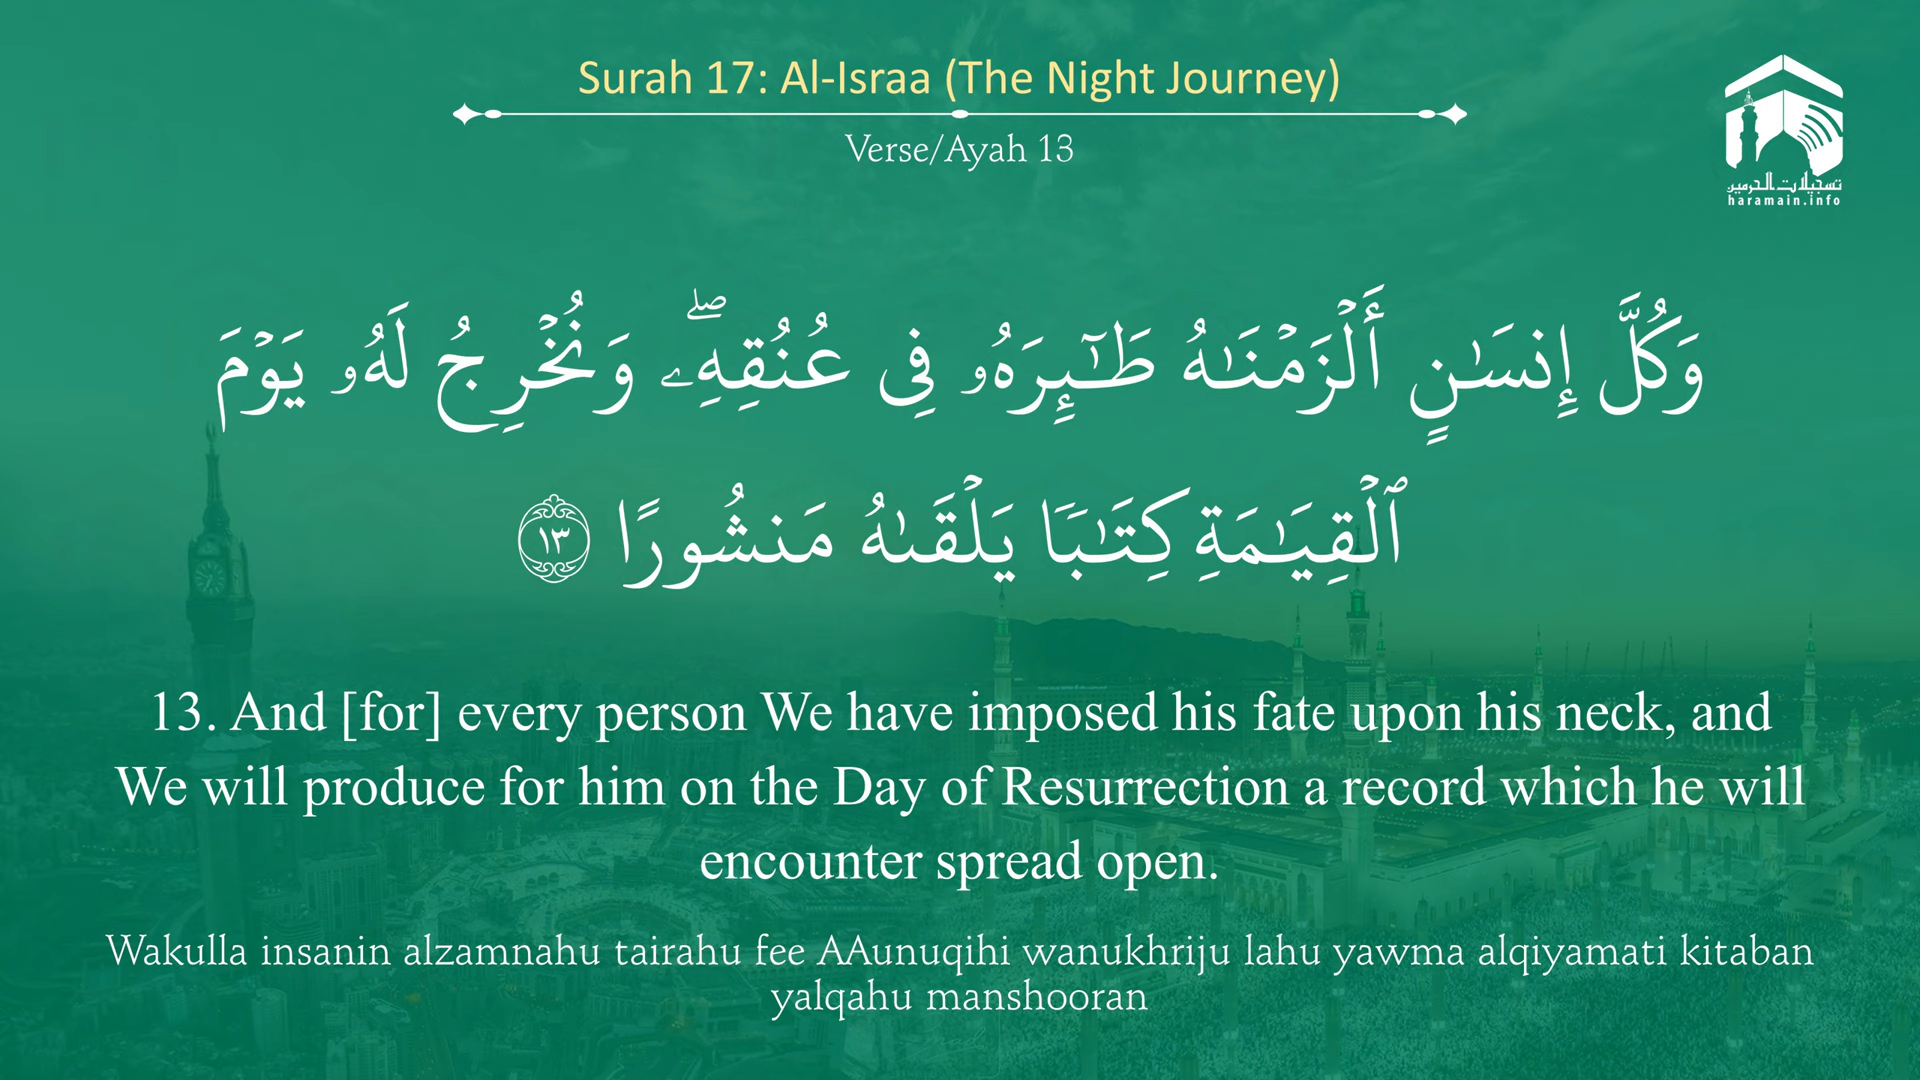 Surah 17: Al-Israa (The Night Journey)
Verse/Ayah 13
تسجيلات الحرمين
haramain.info
وَكُلَّ إِنسَـٰنٍ أَلْزَمْنَـٰهُ طَـٰٓئِرَهُۥ فِى عُنُقِهِۦ ۖ وَنُخْرِجُ لَهُۥ يَوْمَ
ٱلْقِيَـٰمَةِ كِتَـٰبًا يَلْقَىٰهُ مَنشُورًا ١٣
13. And [for] every person We have imposed his fate upon his neck, and
We will produce for him on the Day of Resurrection a record which he will
encounter spread open.
Wakulla insanin alzamnahu tairahu fee AAunuqihi wanukhriju lahu yawma alqiyamati kitaban
yalqahu manshooran